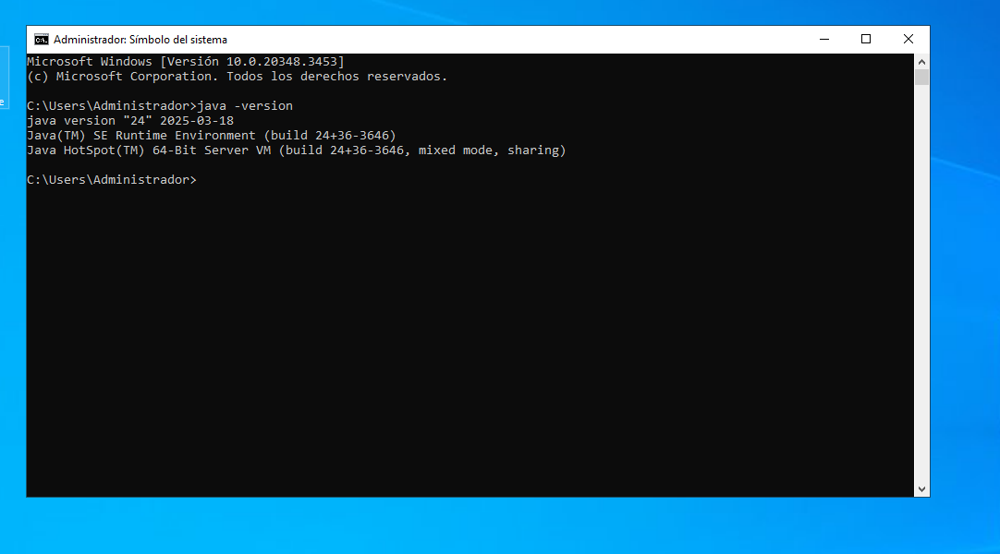 Administrador: Símbolo del sistema
Microsoft Windows [Versión 10.0.20348.3453]
(c) Microsoft Corporation. Todos los derechos reservados.
C:\Users\Administrador>java -version
java version "24" 2025-03-18
Java(TM) SE Runtime Environment (build 24+36-3646)
Java HotSpot(TM) 64-Bit Server VM (build 24+36-3646, mixed mode, sharing)
C:\Users\Administrador>